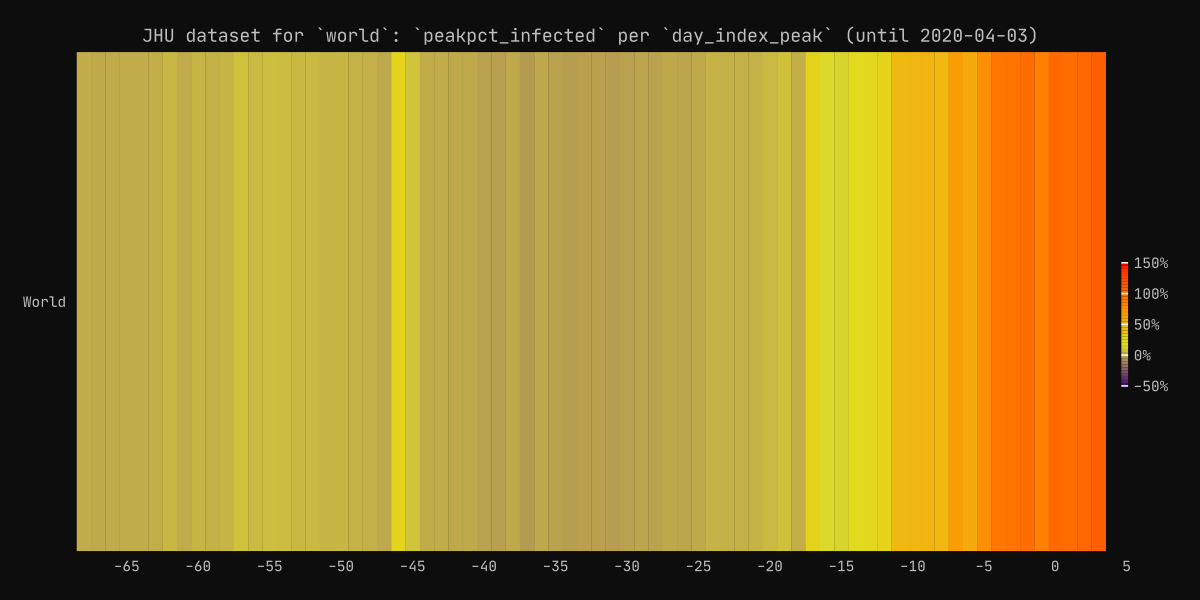 JHU dataset for `world`: `peakpct_infected` per `day_index_peak` (until 2020-04-03)
150%
100%
World
50%
0%
-50%
-65 -60 -55 -50 -45 -40 -35 -30 -25 -20 -15 -10 -5 0 5